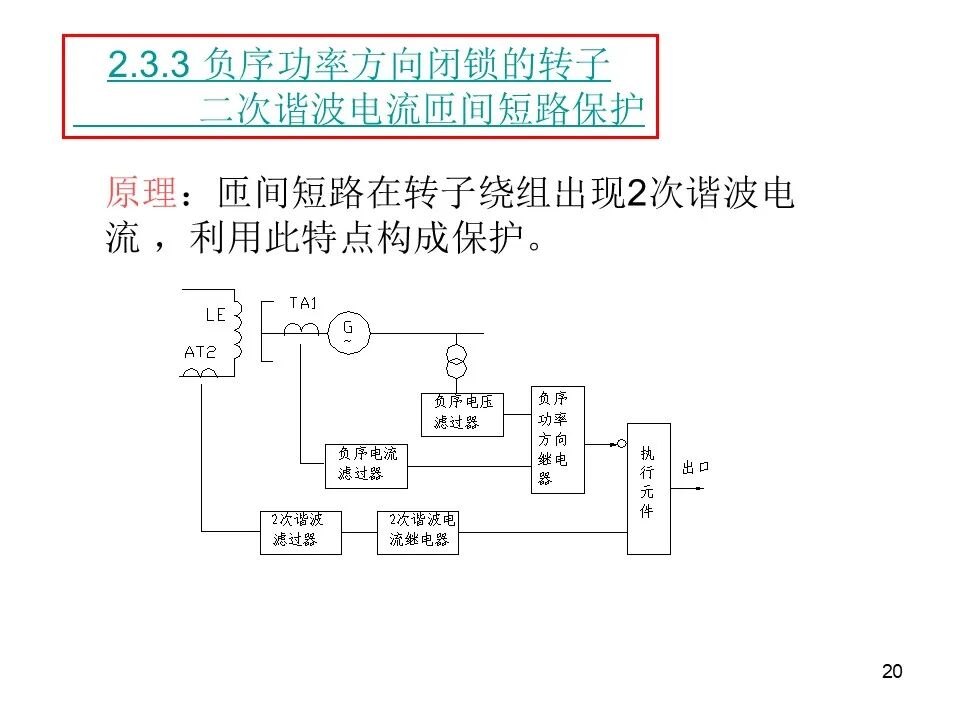 2.3.3 负序功率方向闭锁的转子
二次谐波电流匝间短路保护
原理：匝间短路在转子绕组出现2次谐波电
流 ，利用此特点构成保护。
TA1
LE
G
~
AT2
负序电压
滤过器
负序
功率
方向
继电
器
负序电流
滤过器
执
行
元
件
出口
2次谐波
滤过器
2次谐波电
流继电器
20